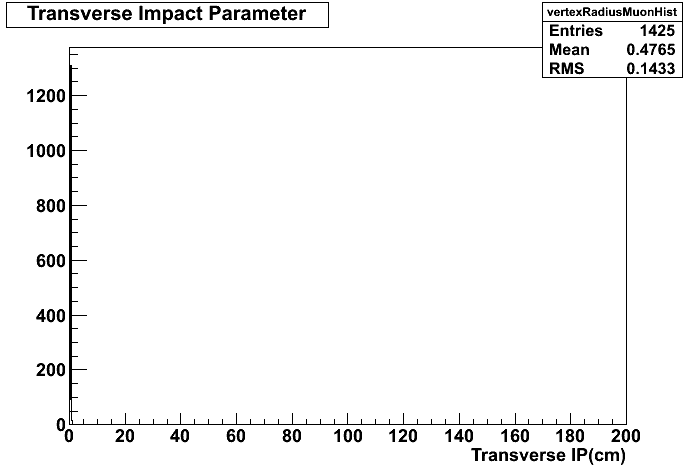 Transverse Impact Parameter
vertexRadiusMuonHist
Entries 1425
Mean 0.4765
RMS 0.1433
1200
1000
800
600
400
200
0
0 20 40 60 80 100 120 140 160 180 200
Transverse IP(cm)